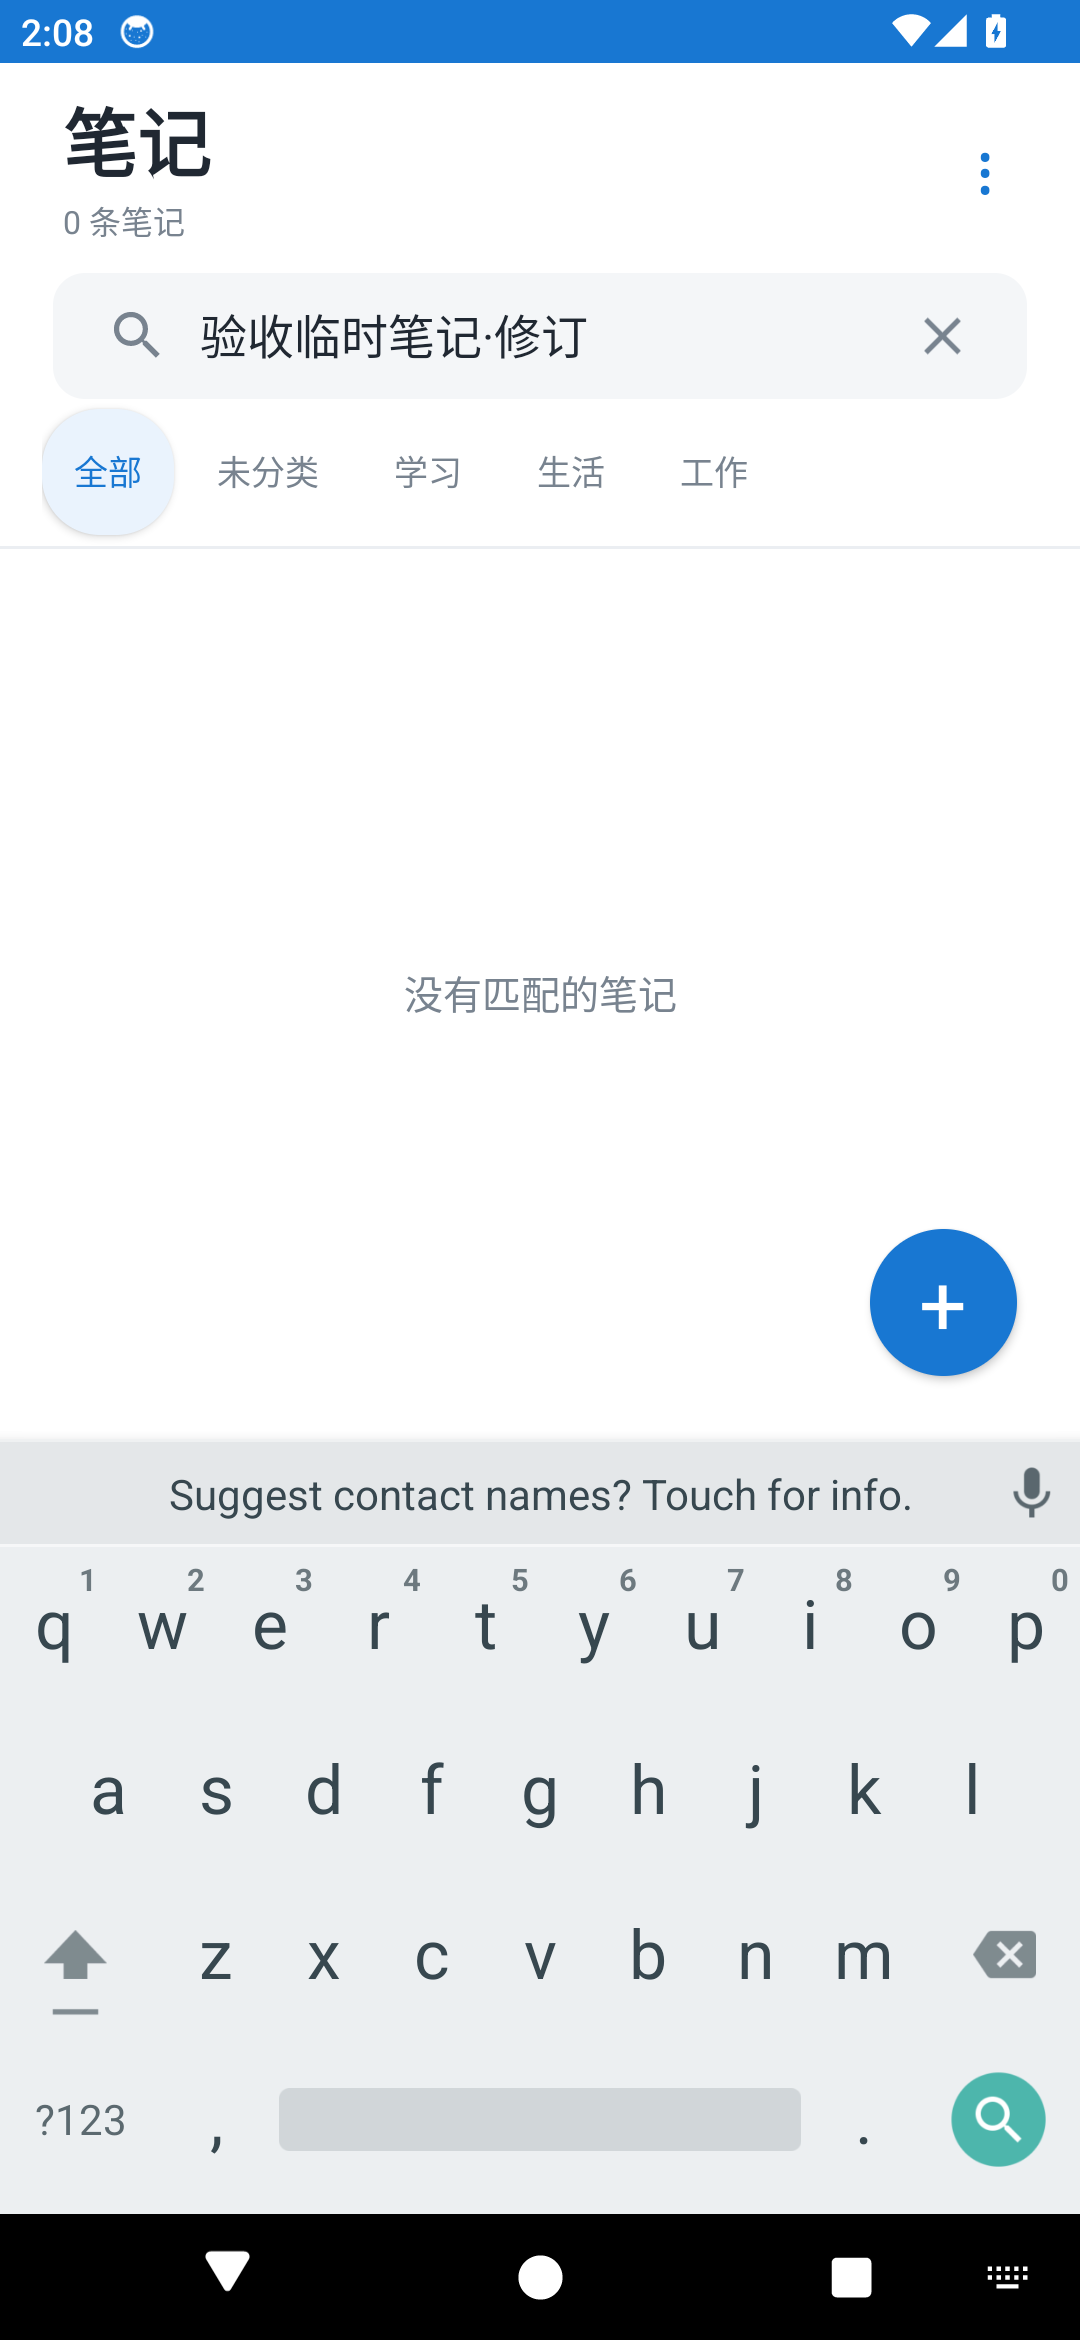 2:08
笔记
0 条笔记
验收临时笔记·修订
全部 未分类 学习 生活 工作
没有匹配的笔记
+
Suggest contact names? Touch for info.
1 2 3 4 5 6 7 8 9 0
q w e r t y u i o p
a s d f g h j k l
z x c v b n m
?123 , .